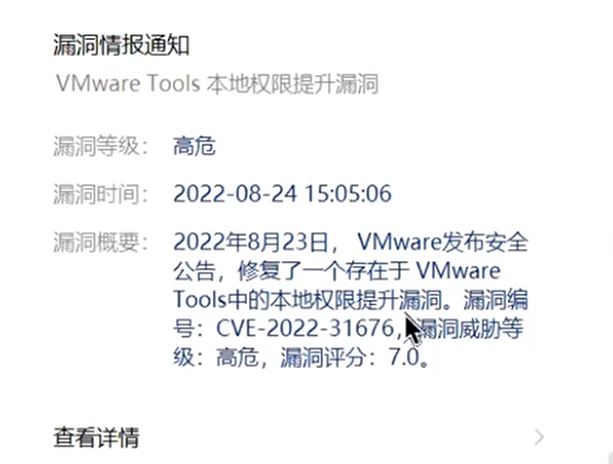 漏洞情报通知
VMware Tools 本地权限提升漏洞
漏洞等级： 高危
漏洞时间： 2022-08-24 15:05:06
漏洞概要： 2022年8月23日， VMware发布安全
公告，修复了一个存在于 VMware
Tools中的本地权限提升漏洞。漏洞编
号：CVE-2022-31676，漏洞威胁等
级：高危，漏洞评分：7.0。
查看详情